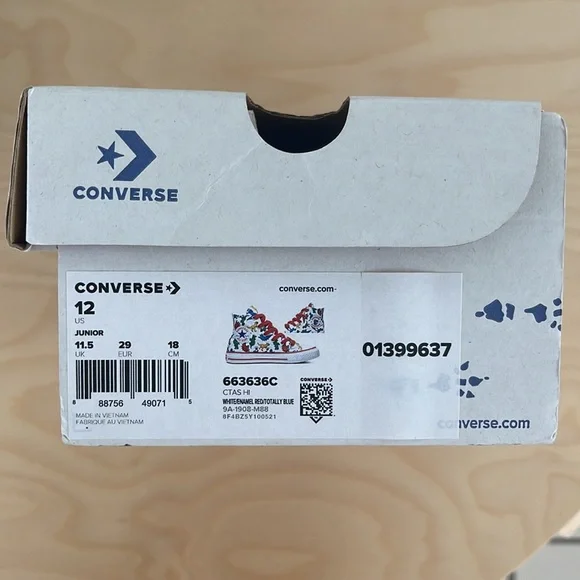 CONVERSE
CONVERSE
converse.com
12
US
JUNIOR
11.5 29 18
UK EUR CM
8 88756 49071 5
MADE IN VIETNAM
FABRIQUE AU VIETNAM
663636C
CTAS HI
WHITE/ENAMEL RED/TOTALLY BLUE
9A-1908-M88
8F4BZ5Y100521
CONVERSE
01399637
converse.com